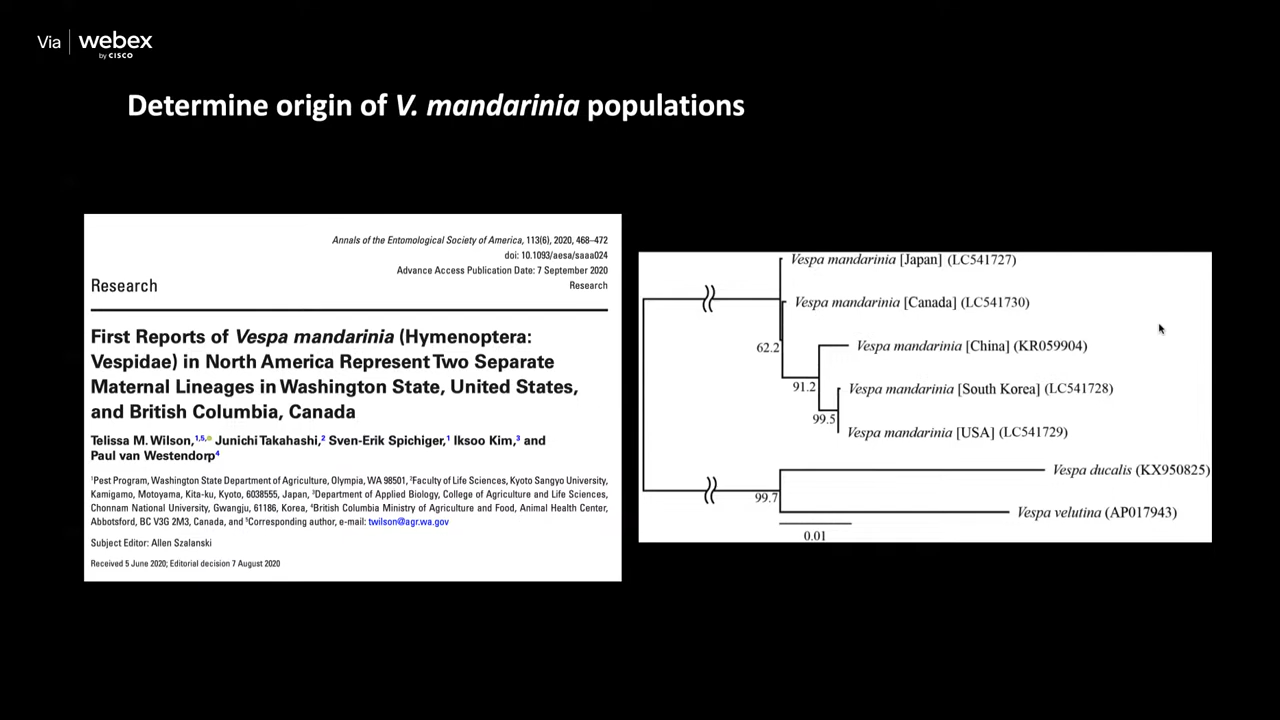 Via | webex
by CISCO
Determine origin of V. mandarinia populations
Annals of the Entomological Society of America, 113(6), 2020, 468–472
doi: 10.1093/aesa/saaa024
Advance Access Publication Date: 7 September 2020
Research
Research
First Reports of Vespa mandarinia (Hymenoptera:
Vespidae) in North America Represent Two Separate
Maternal Lineages in Washington State, United States,
and British Columbia, Canada
Telissa M. Wilson,1,5, Junichi Takahashi,2 Sven-Erik Spichiger,1 Iksoo Kim,3 and
Paul van Westendorp4
1Pest Program, Washington State Department of Agriculture, Olympia, WA 98501, 2Faculty of Life Sciences, Kyoto Sangyo University,
Kamigamo, Motoyama, Kita-ku, Kyoto, 6038555, Japan, 3Department of Applied Biology, College of Agriculture and Life Sciences,
Chonnam National University, Gwangju, 61186, Korea, 4British Columbia Ministry of Agriculture and Food, Animal Health Center,
Abbotsford, BC V3G 2M3, Canada, and 5Corresponding author, e-mail: twilson@agr.wa.gov
Subject Editor: Allen Szalanski
Received 5 June 2020; Editorial decision 7 August 2020
Vespa mandarinia [Japan] (LC541727)
Vespa mandarinia [Canada] (LC541730)
62.2
Vespa mandarinia [China] (KR059904)
91.2
Vespa mandarinia [South Korea] (LC541728)
99.5
Vespa mandarinia [USA] (LC541729)
Vespa ducalis (KX950825)
99.7
Vespa velutina (AP017943)
0.01